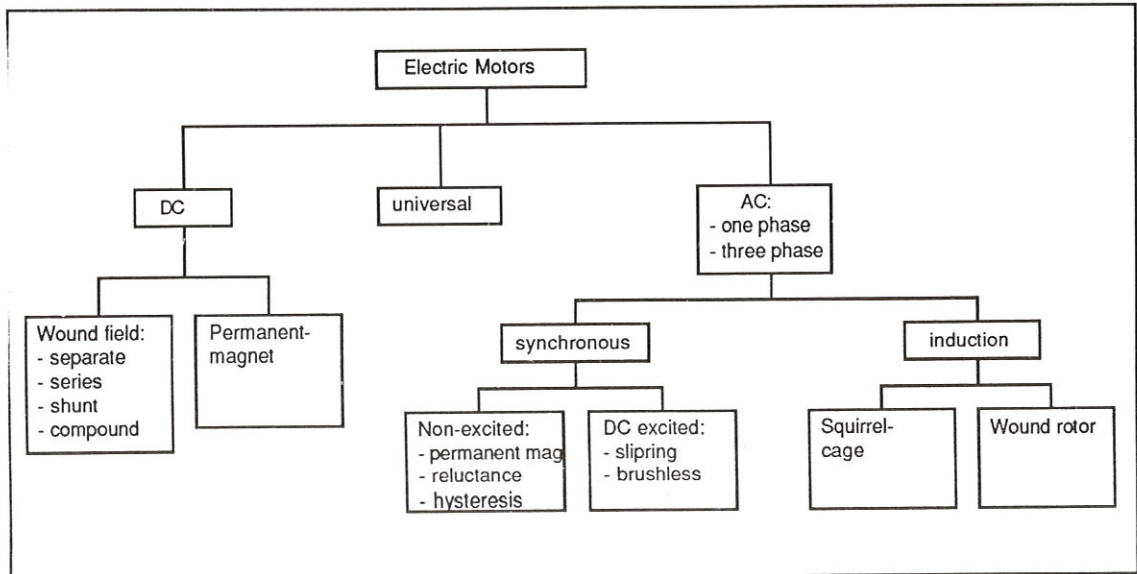 Electric Motors
DC
universal
AC:
- one phase
- three phase
Wound field:
- separate
- series
- shunt
- compound
Permanent-
magnet
synchronous
induction
Non-excited:
- permanent mag
- reluctance
- hysteresis
DC excited:
- slipring
- brushless
Squirrel-
cage
Wound rotor